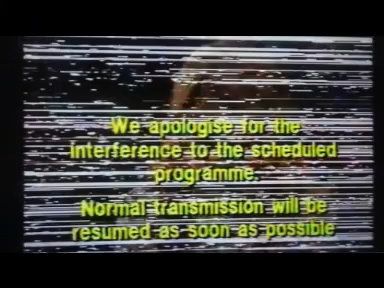 We apologise for the
interference to the scheduled
programme.
Normal transmission will be
resumed as soon as possible